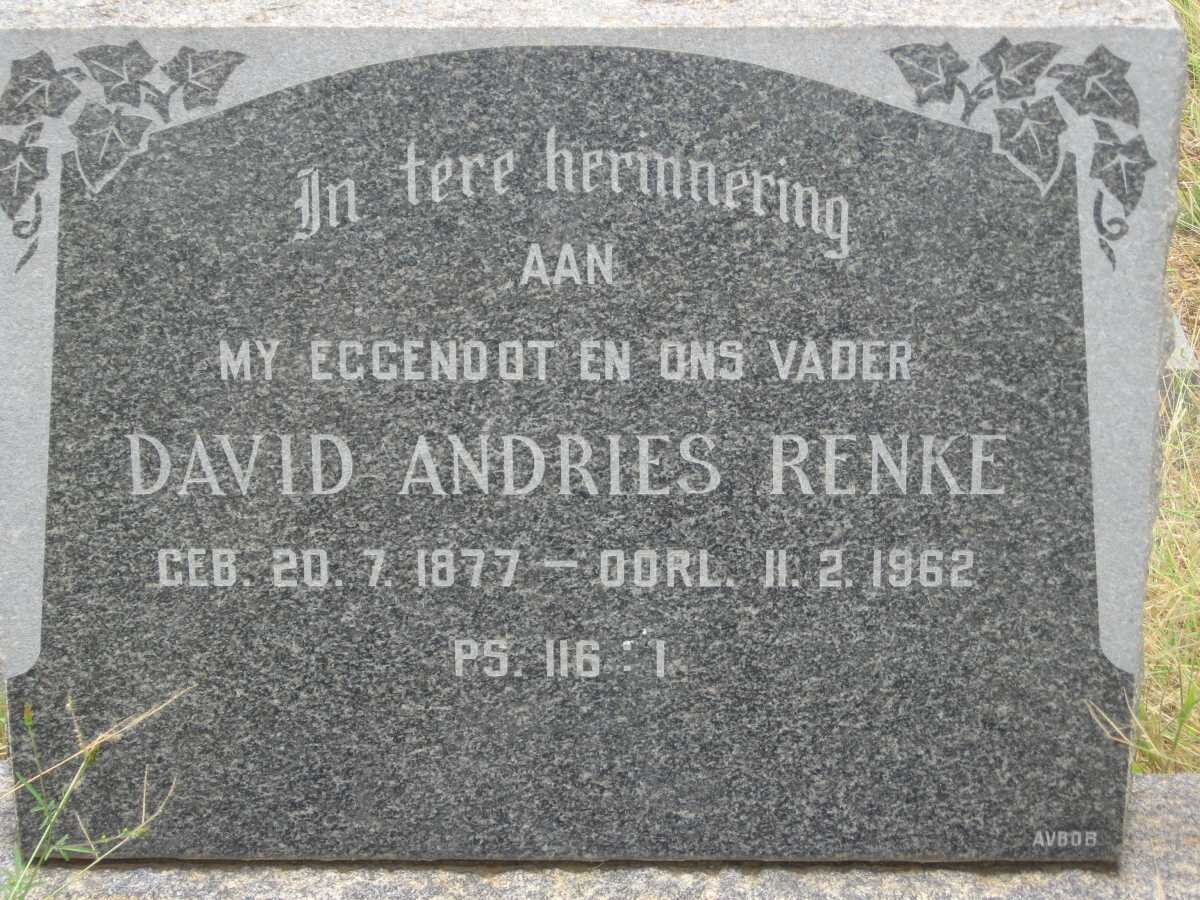 In tere herinnering
AAN
MY EGGENOOT EN ONS VADER
DAVID ANDRIES RENKE
GEB. 20. 7. 1877 — OORL. 11. 2. 1962
PS. 116 : 1
AVBOB